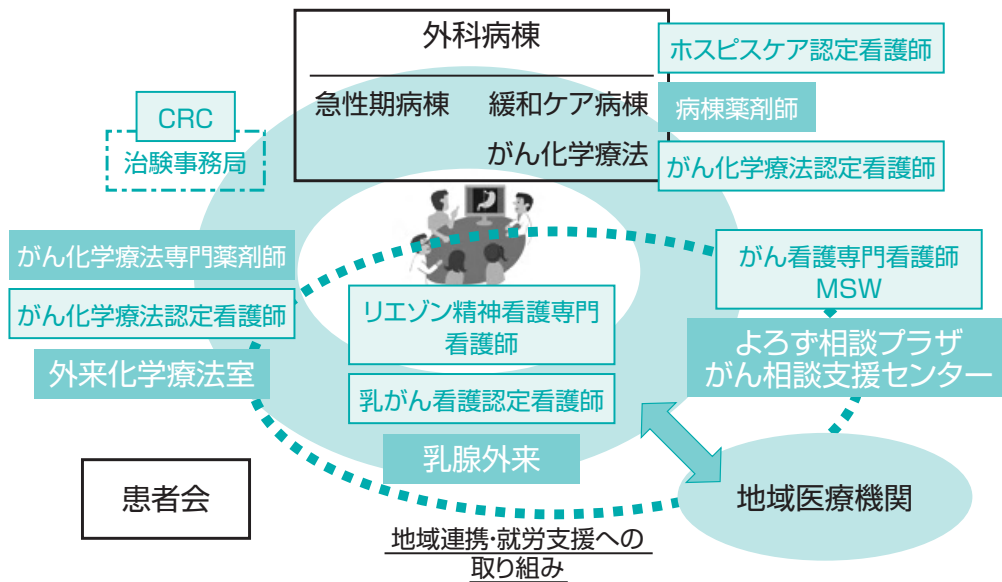 外科病棟
急性期病棟
緩和ケア病棟
がん化学療法
ホスピスケア認定看護師
病棟薬剤師
がん化学療法認定看護師
CRC
治験事務局
がん化学療法専門薬剤師
がん化学療法認定看護師
外来化学療法室
リエゾン精神看護専門
看護師
乳がん看護認定看護師
乳腺外来
がん看護専門看護師
MSW
よろず相談プラザ
がん相談支援センター
患者会
地域医療機関
地域連携・就労支援への
取り組み